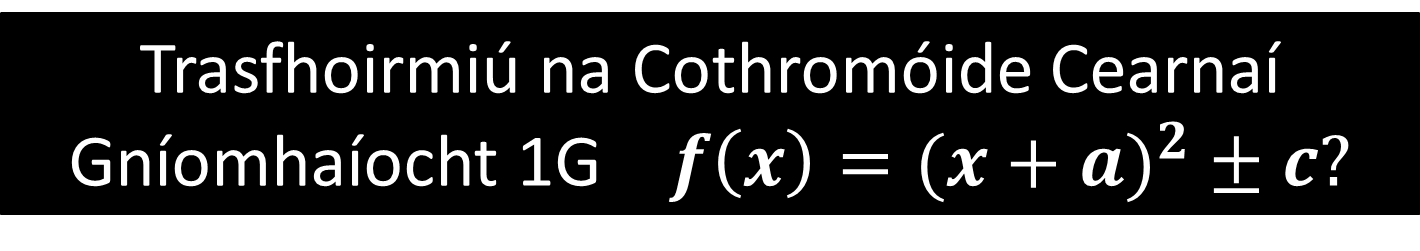 Trasfhoirmiú na Cothromóide Cearnaí
Gníomhaíocht 1G f(x) = (x + a)² ± c?